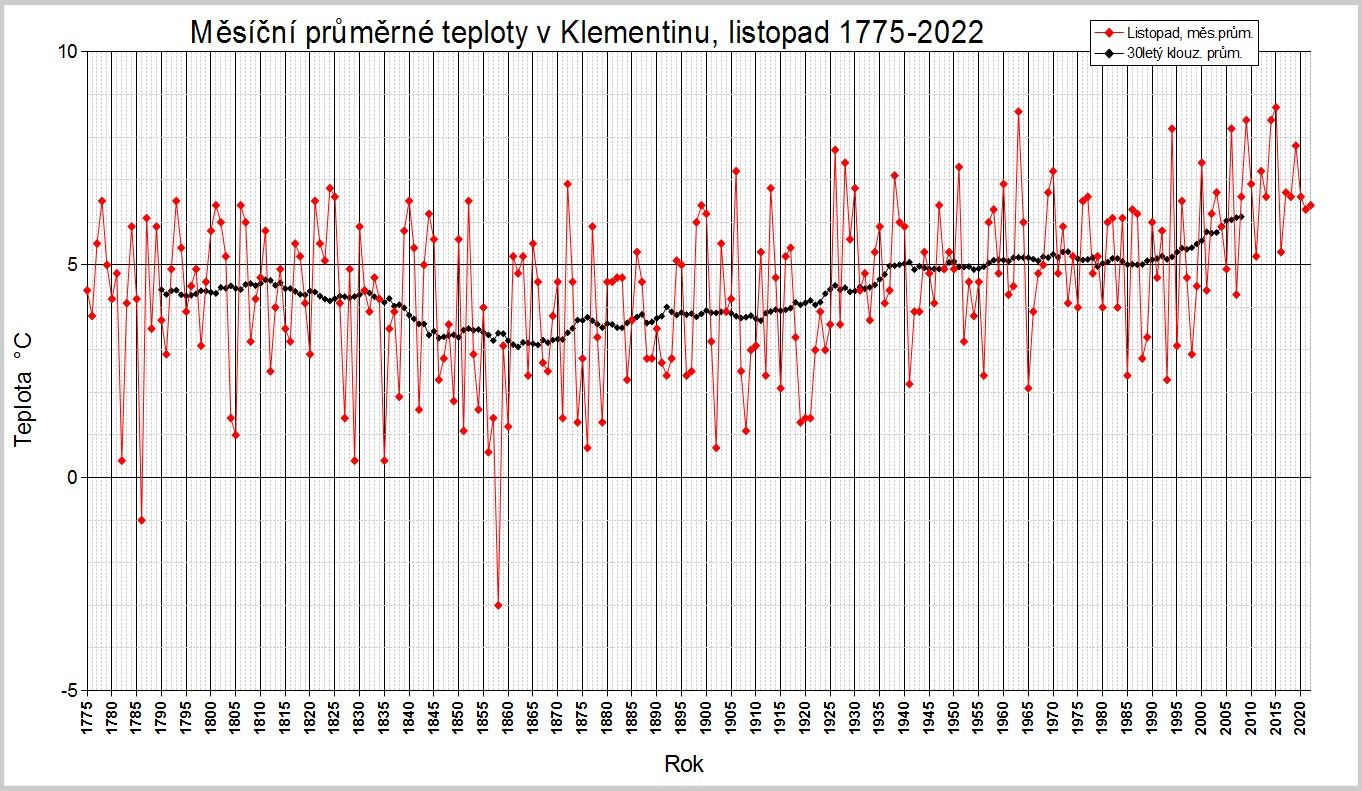 Měsíční průměrné teploty v Klementinu, listopad 1775-2022
Listopad, měs.prům.
30letý klouz. prům.
10
5
0
-5
Teplota °C
1775 1780 1785 1790 1795 1800 1805 1810 1815 1820 1825 1830 1835 1840 1845 1850 1855 1860 1865 1870 1875 1880 1885 1890 1895 1900 1905 1910 1915 1920 1925 1930 1935 1940 1945 1950 1955 1960 1965 1970 1975 1980 1985 1990 1995 2000 2005 2010 2015 2020
Rok